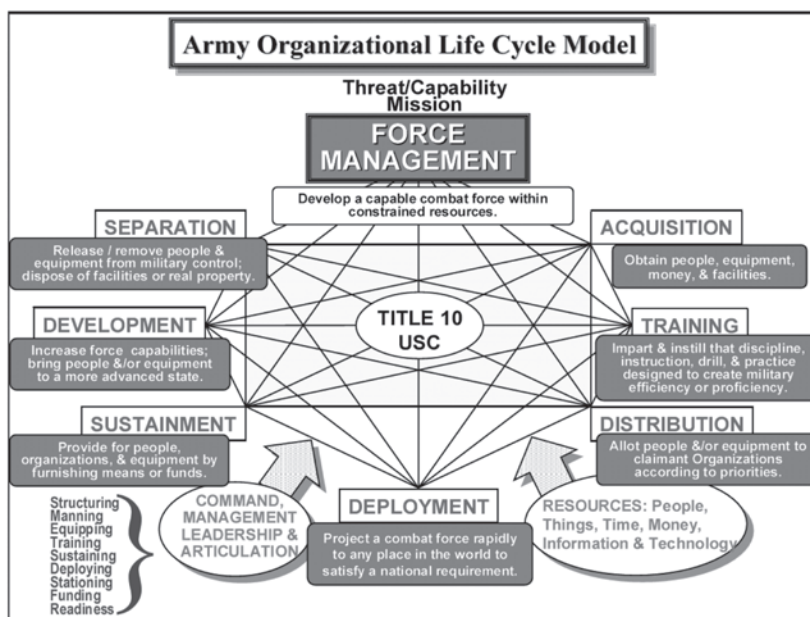 Army Organizational Life Cycle Model
Threat/Capability
Mission
FORCE
MANAGEMENT
Develop a capable combat force within
constrained resources.
SEPARATION
Release / remove people &
equipment from military control;
dispose of facilities or real property.
ACQUISITION
Obtain people, equipment,
money, & facilities.
TITLE 10
USC
DEVELOPMENT
Increase force capabilities;
bring people &/or equipment
to a more advanced state.
TRAINING
Impart & instill that discipline,
instruction, drill, & practice
designed to create military
efficiency or proficiency.
SUSTAINMENT
Provide for people,
organizations, & equipment by
furnishing means or funds.
DISTRIBUTION
Allot people &/or equipment to
claimant Organizations
according to priorities.
Structuring
Manning
Equipping
Training
Sustaining
Deploying
Stationing
Funding
Readiness
COMMAND,
MANAGEMENT
LEADERSHIP &
ARTICULATION
DEPLOYMENT
Project a combat force rapidly
to any place in the world to
satisfy a national requirement.
RESOURCES: People,
Things, Time, Money,
Information & Technology